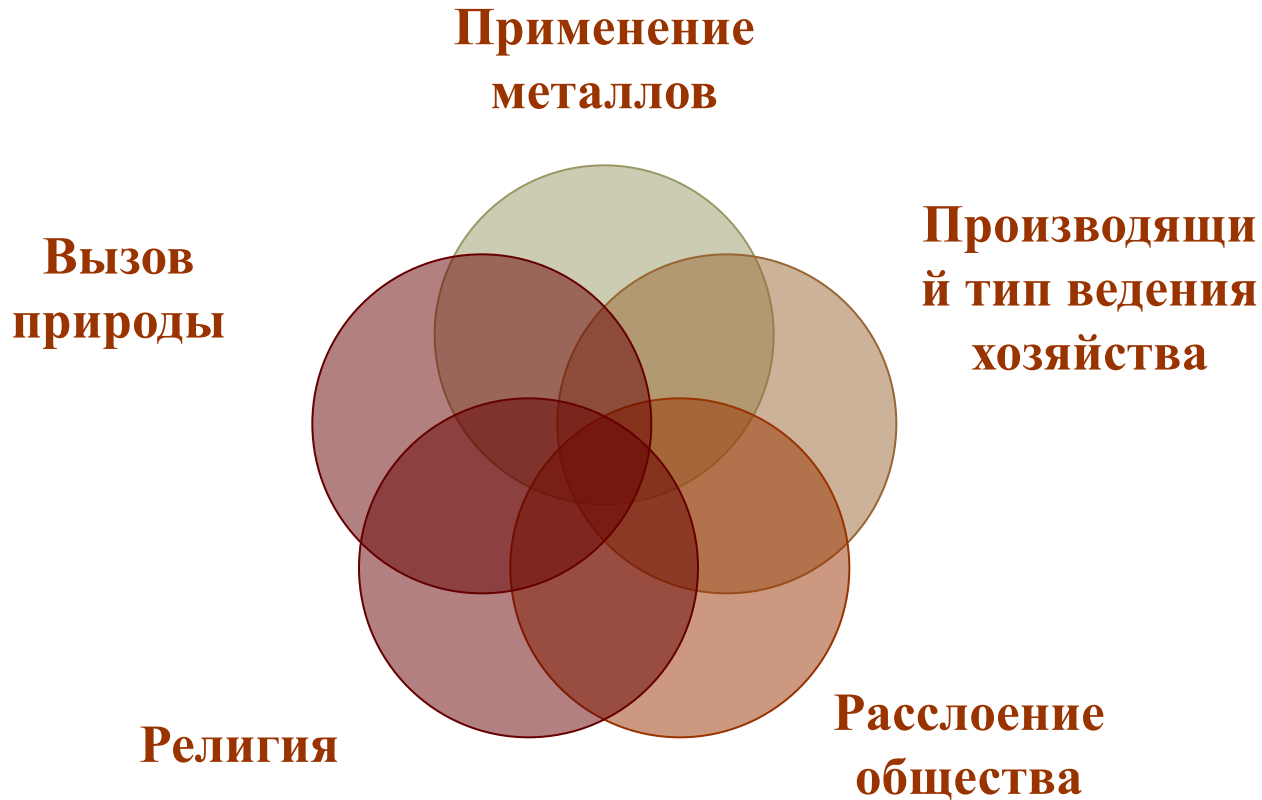 Применение
металлов
Вызов
природы
Производящи
й тип ведения
хозяйства
Религия
Расслоение
общества